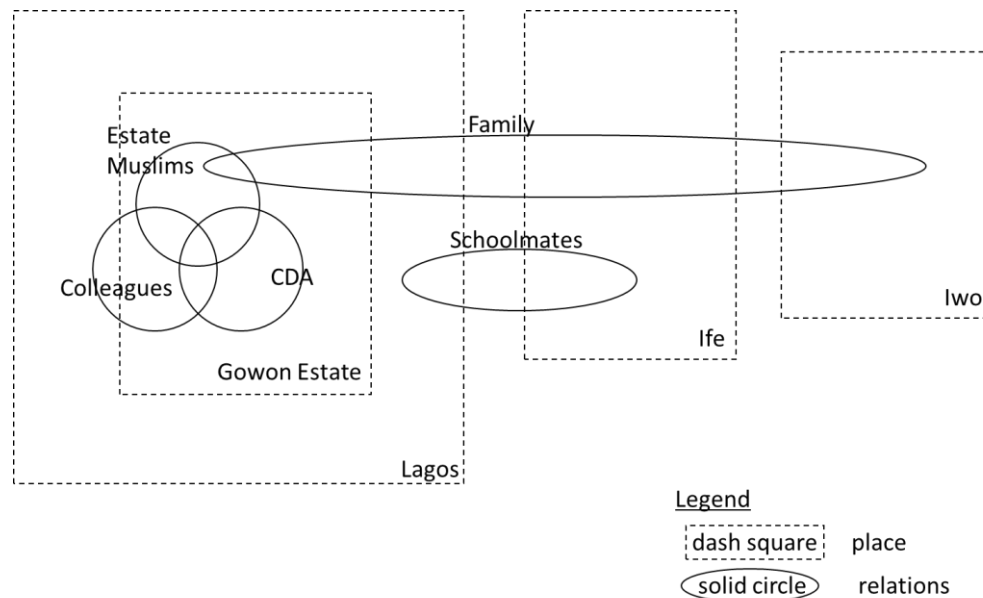 Family
Estate
Muslims
Schoolmates
Colleagues
CDA
Iwo
Ife
Gowon Estate
Lagos
Legend
dash square place
solid circle relations